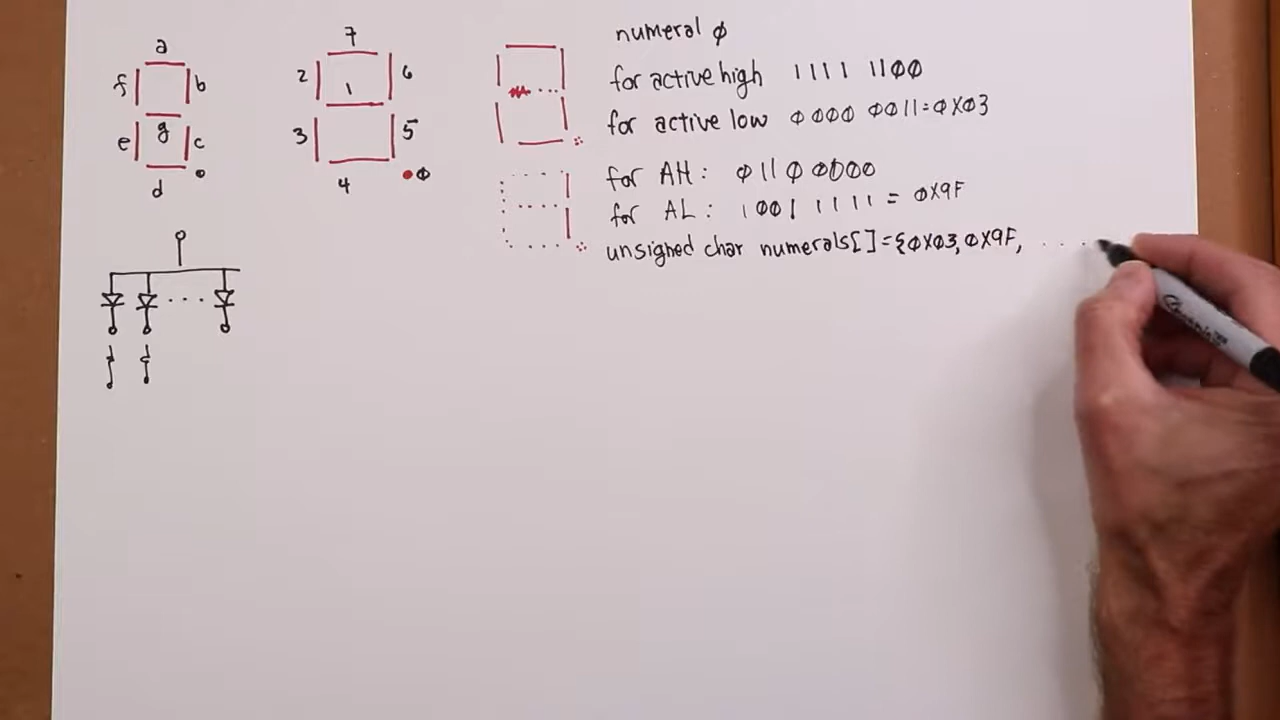 a
f b
g
e c
d
7
2 6
1
3 5
4 φ
numeral φ
for active high 1111 11φφ
for active low φφφφ φφ11=φXφ3
for AH: φ11φ φφφφφ
for AL: 1φφ1 1111 = φX9F
unsigned char numerals[]={φXφ3,φX9F, ....